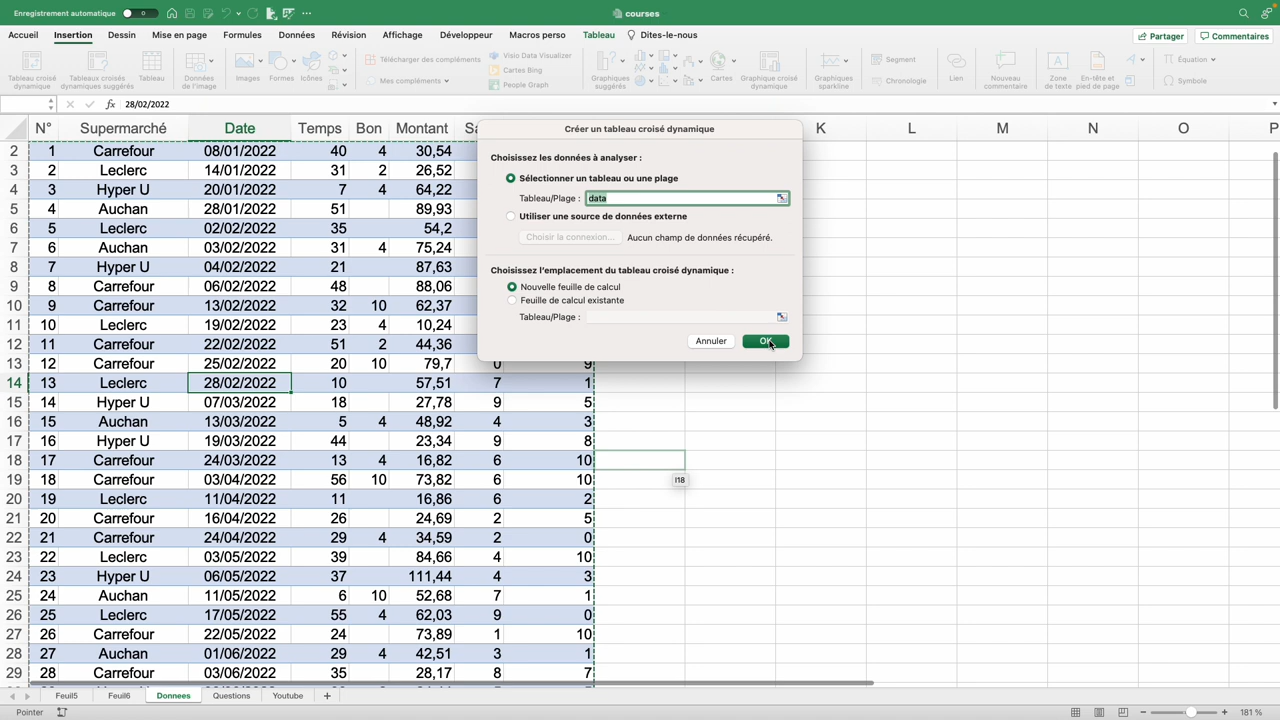 Enregistrement automatique
courses
Accueil Insertion Dessin Mise en page Formules Données Révision Affichage Développeur Macros perso Tableau Dites-le-nous Partager Commentaires
Tableau croisé dynamique
Tableaux croisés dynamiques suggérés
Tableau
Données de l'image
Images
Formes
Icônes
Télécharger des compléments
Mes compléments
Visio Data Visualizer
Cartes Bing
People Graph
Graphiques suggérés
Cartes
Graphique croisé dynamique
Graphiques sparkline
Segment
Chronologie
Lien
Nouveau commentaire
Zone de texte
En-tête et pied de page
Équation
Symbole
fx 28/02/2022
N° Supermarché Date Temps Bon Montant Sa K L M N O P
2 1 Carrefour 08/01/2022 40 4 30,54
3 2 Leclerc 14/01/2022 31 2 26,52
4 3 Hyper U 20/01/2022 7 4 64,22
5 4 Auchan 28/01/2022 51 89,93
6 5 Leclerc 02/02/2022 35 54,2
7 6 Auchan 03/02/2022 31 4 75,24
8 7 Hyper U 04/02/2022 21 87,63
9 8 Carrefour 06/02/2022 48 88,06
10 9 Carrefour 13/02/2022 32 10 62,37
11 10 Leclerc 19/02/2022 23 4 10,24
12 11 Carrefour 22/02/2022 51 2 44,36
13 12 Carrefour 25/02/2022 20 10 79,7 0 9
14 13 Leclerc 28/02/2022 10 57,51 7 1
15 14 Hyper U 07/03/2022 18 27,78 9 5
16 15 Auchan 13/03/2022 5 4 48,92 4 3
17 16 Hyper U 19/03/2022 44 23,34 9 8
18 17 Carrefour 24/03/2022 13 4 16,82 6 10
19 18 Carrefour 03/04/2022 56 10 73,82 6 10
20 19 Leclerc 11/04/2022 11 16,86 6 2
21 20 Carrefour 16/04/2022 26 24,69 2 5
22 21 Carrefour 24/04/2022 29 4 34,59 2 0
23 22 Leclerc 03/05/2022 39 84,66 4 10
24 23 Hyper U 06/05/2022 37 111,44 4 3
25 24 Auchan 11/05/2022 6 10 52,68 7 1
26 25 Leclerc 17/05/2022 55 4 62,03 9 0
27 26 Carrefour 22/05/2022 24 73,89 1 10
28 27 Auchan 01/06/2022 29 4 42,51 3 1
29 28 Carrefour 03/06/2022 35 28,17 8 7
Créer un tableau croisé dynamique
Choisissez les données à analyser :
Sélectionner un tableau ou une plage
Tableau/Plage : data
Utiliser une source de données externe
Choisir la connexion... Aucun champ de données récupéré.
Choisissez l'emplacement du tableau croisé dynamique :
Nouvelle feuille de calcul
Feuille de calcul existante
Tableau/Plage :
Annuler OK
I18
Feuil5 Feuil6 Donnees Questions Youtube +
Pointer 181 %